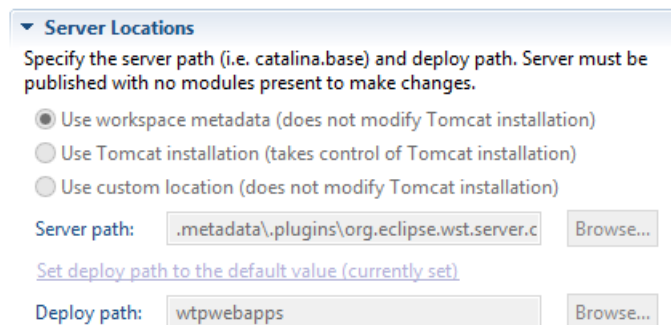 Server Locations
Specify the server path (i.e. catalina.base) and deploy path. Server must be
published with no modules present to make changes.
Use workspace metadata (does not modify Tomcat installation)
Use Tomcat installation (takes control of Tomcat installation)
Use custom location (does not modify Tomcat installation)
Server path: .metadata\.plugins\org.eclipse.wst.server.c Browse...
Set deploy path to the default value (currently set)
Deploy path: wtpwebapps Browse...